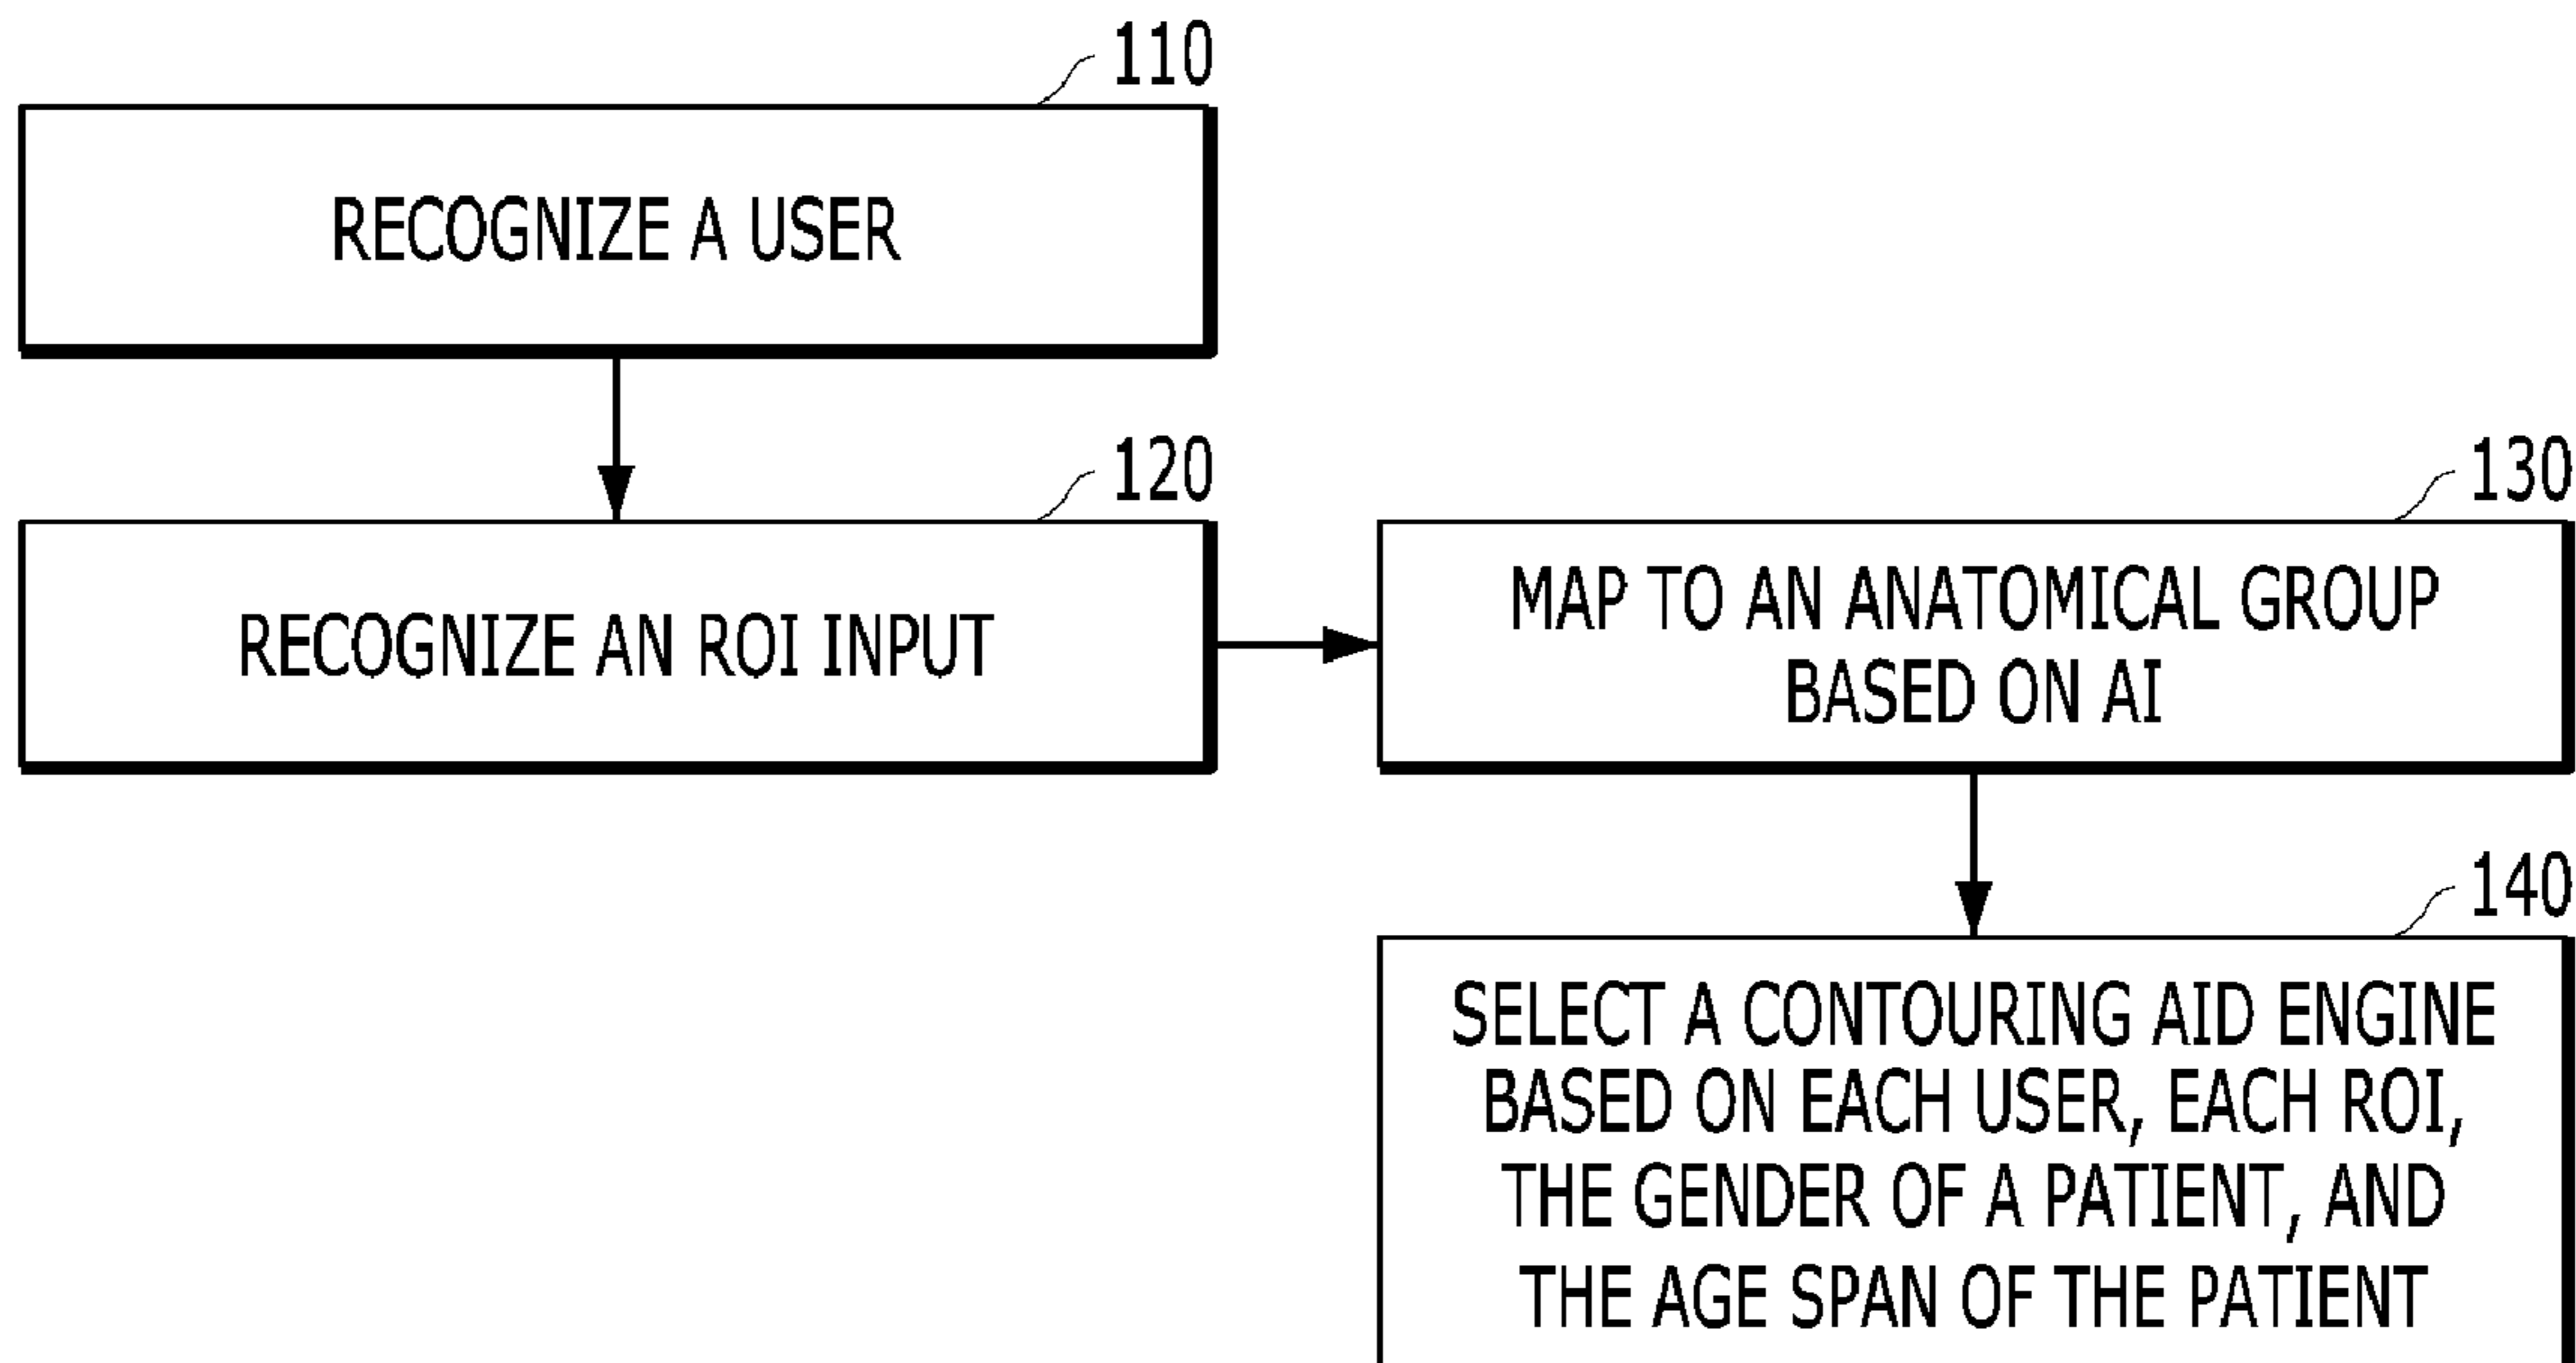 110
RECOGNIZE A USER
120
RECOGNIZE AN ROI INPUT
130
MAP TO AN ANATOMICAL GROUP
BASED ON AI
140
SELECT A CONTOURING AID ENGINE
BASED ON EACH USER, EACH ROI,
THE GENDER OF A PATIENT, AND
THE AGE SPAN OF THE PATIENT